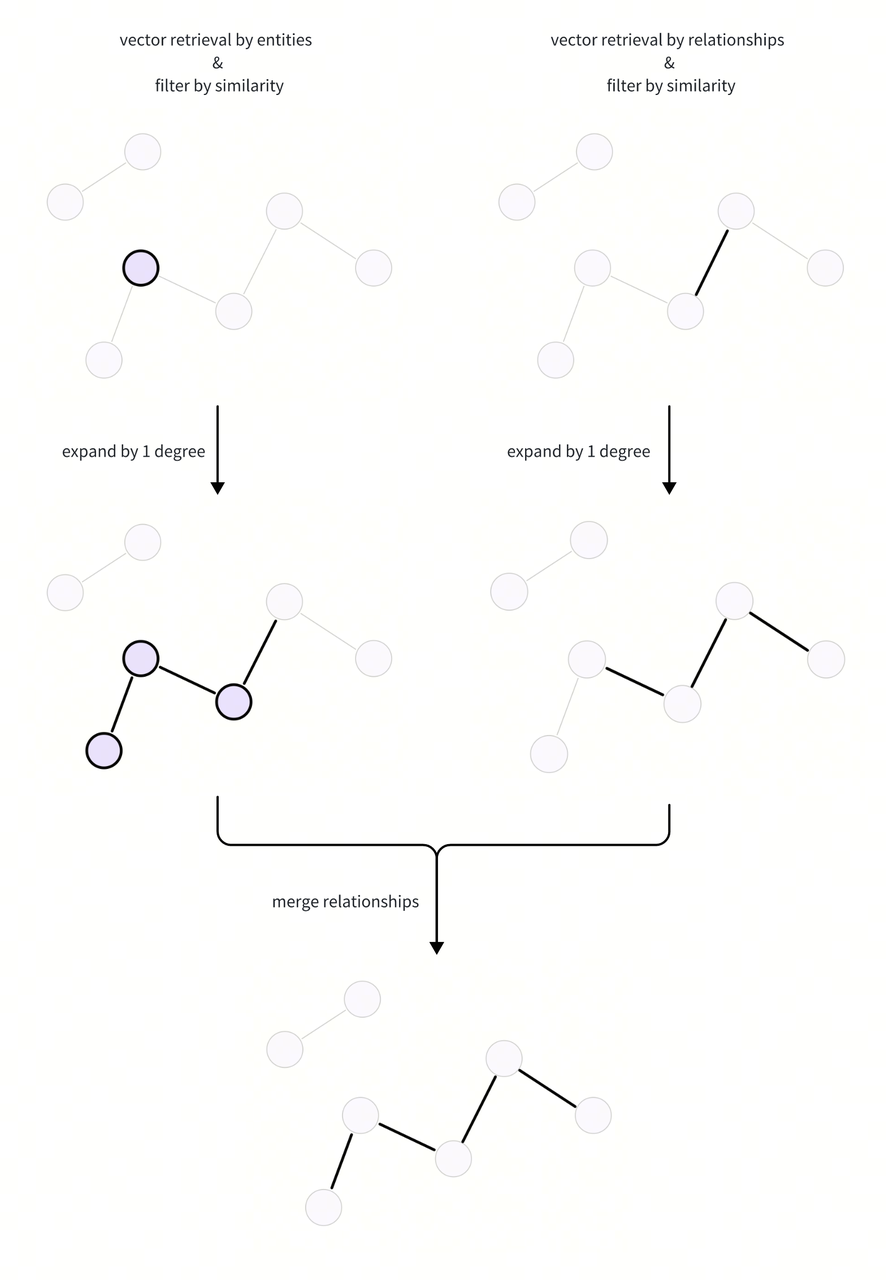 vector retrieval by entities
&
filter by similarity
vector retrieval by relationships
&
filter by similarity
expand by 1 degree
expand by 1 degree
merge relationships